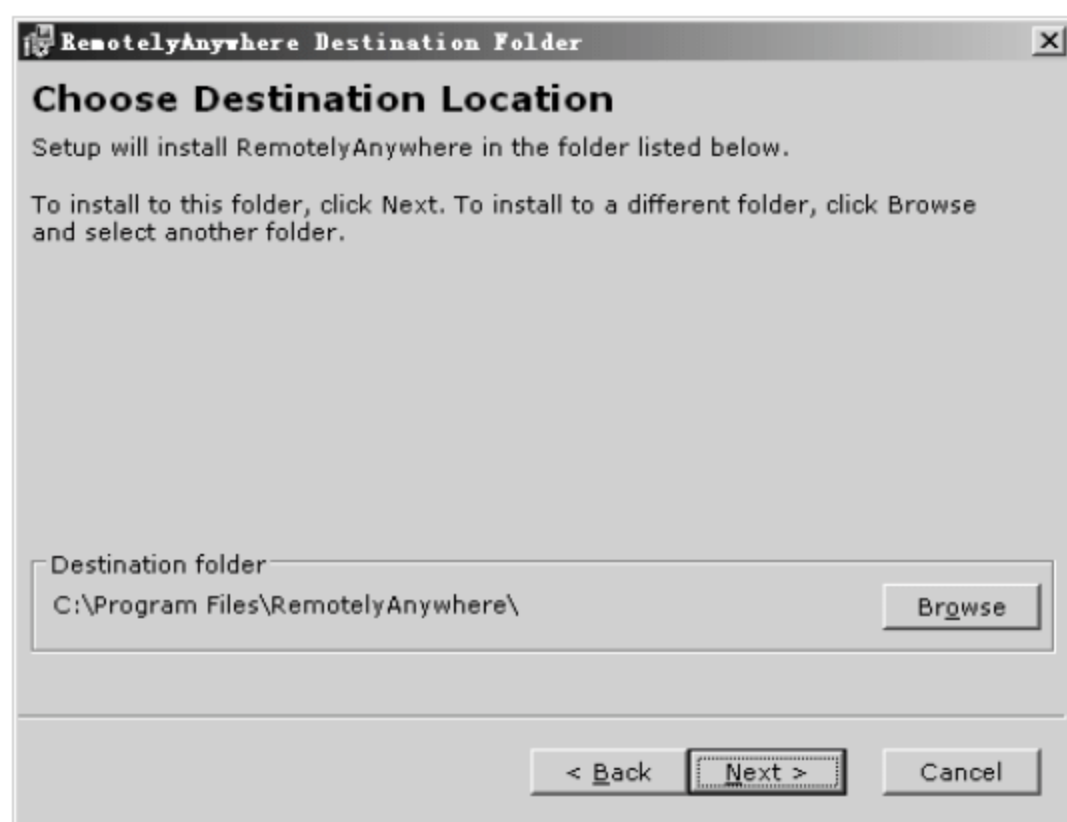 RemotelyAnywhere Destination Folder
Choose Destination Location
Setup will install RemotelyAnywhere in the folder listed below.
To install to this folder, click Next. To install to a different folder, click Browse
and select another folder.
Destination folder
C:\Program Files\RemotelyAnywhere\
Browse
< Back
Next >
Cancel